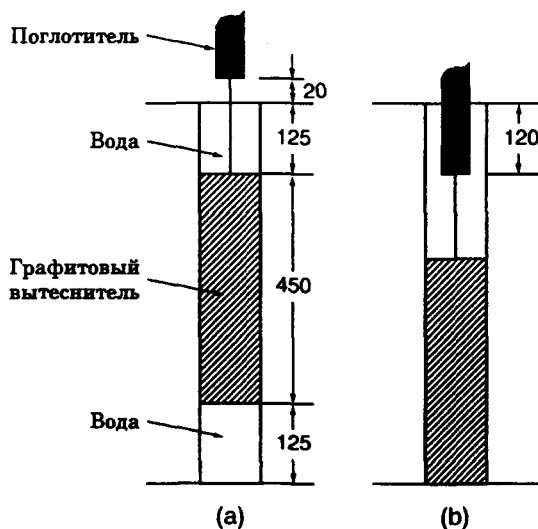 Поглотитель
20
125
120
Вода
Графитовый
вытеснитель
450
Вода
125
(a)
(b)